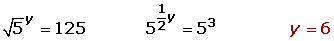 √5^y = 125   5^(1/2 y) = 5^3   y = 6